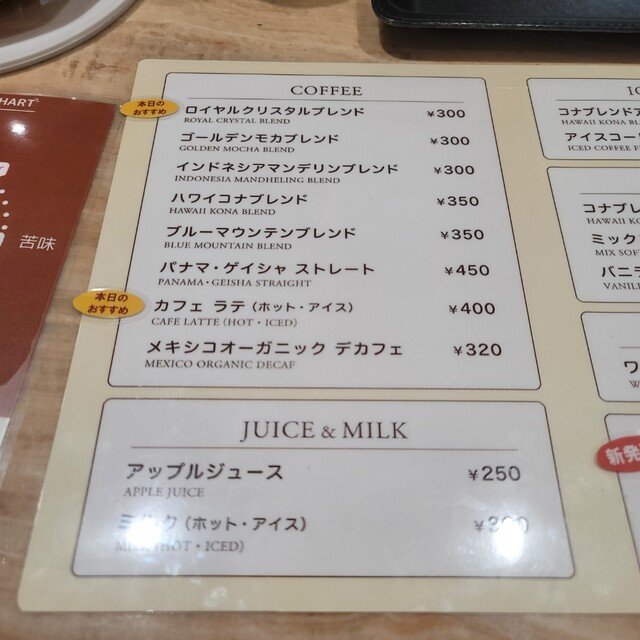 HART
苦味
COFFEE
本日の
おすすめ
ロイヤルクリスタルブレンド ¥300
ROYAL CRYSTAL BLEND
ゴールデンモカブレンド ¥300
GOLDEN MOCHA BLEND
インドネシアマンデリンブレンド ¥300
INDONESIA MANDHELING BLEND
ハワイコナブレンド ¥350
HAWAII KONA BLEND
ブルーマウンテンブレンド ¥350
BLUE MOUNTAIN BLEND
パナマ・ゲイシャ ストレート ¥450
PANAMA・GEISHA STRAIGHT
本日の
おすすめ
カフェ ラテ（ホット・アイス） ¥400
CAFE LATTE (HOT・ICED)
メキシコオーガニック デカフェ ¥320
MEXICO ORGANIC DECAF
JUICE & MILK
アップルジュース ¥250
APPLE JUICE
ミルク（ホット・アイス） ¥300
MILK (HOT・ICED)
コナブレンド
HAWAII KONA BLE
アイスコー
ICED COFFEE
コナブレ
HAWAII KO
ミック
MIX SOF
バニラ
VANIL
ワ
W
新発